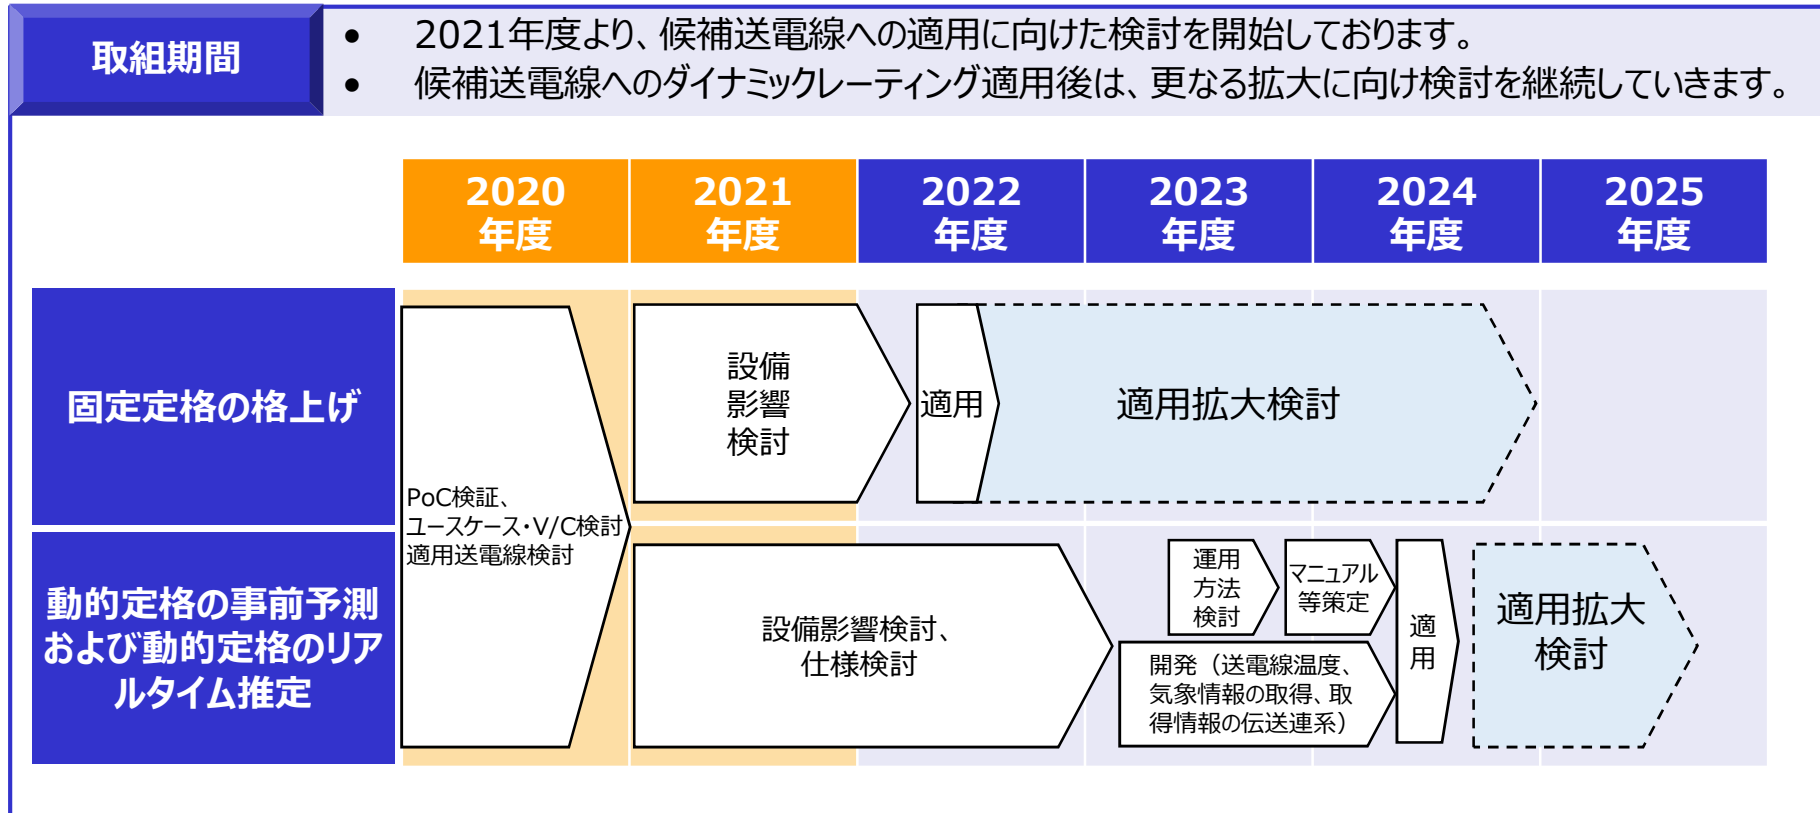 取組期間
• 2021年度より、候補送電線への適用に向けた検討を開始しております。
• 候補送電線へのダイナミックレーティング適用後は、更なる拡大に向け検討を継続していきます。
2020
年度
2021
年度
2022
年度
2023
年度
2024
年度
2025
年度
固定定格の格上げ
設備
影響
検討
適用
適用拡大検討
PoC検証、
ユースケース・V/C検討
適用送電線検討
動的定格の事前予測
および動的定格のリア
ルタイム推定
設備影響検討、
仕様検討
運用
方法
検討
マニュアル
等策定
開発（送電線温度、
気象情報の取得、取
得情報の伝送連系）
適
用
適用拡大
検討